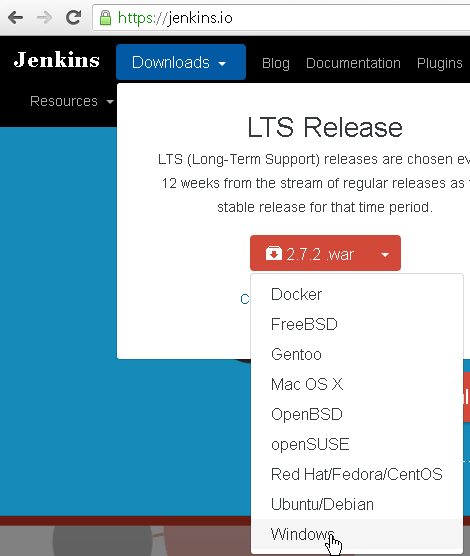 https://jenkins.io
Jenkins
Downloads
Blog
Documentation
Plugins
Resources
LTS Release
LTS (Long-Term Support) releases are chosen ev
12 weeks from the stream of regular releases as
stable release for that time period.
2.7.2 .war
Docker
FreeBSD
Gentoo
Mac OS X
OpenBSD
openSUSE
Red Hat/Fedora/CentOS
Ubuntu/Debian
Windows